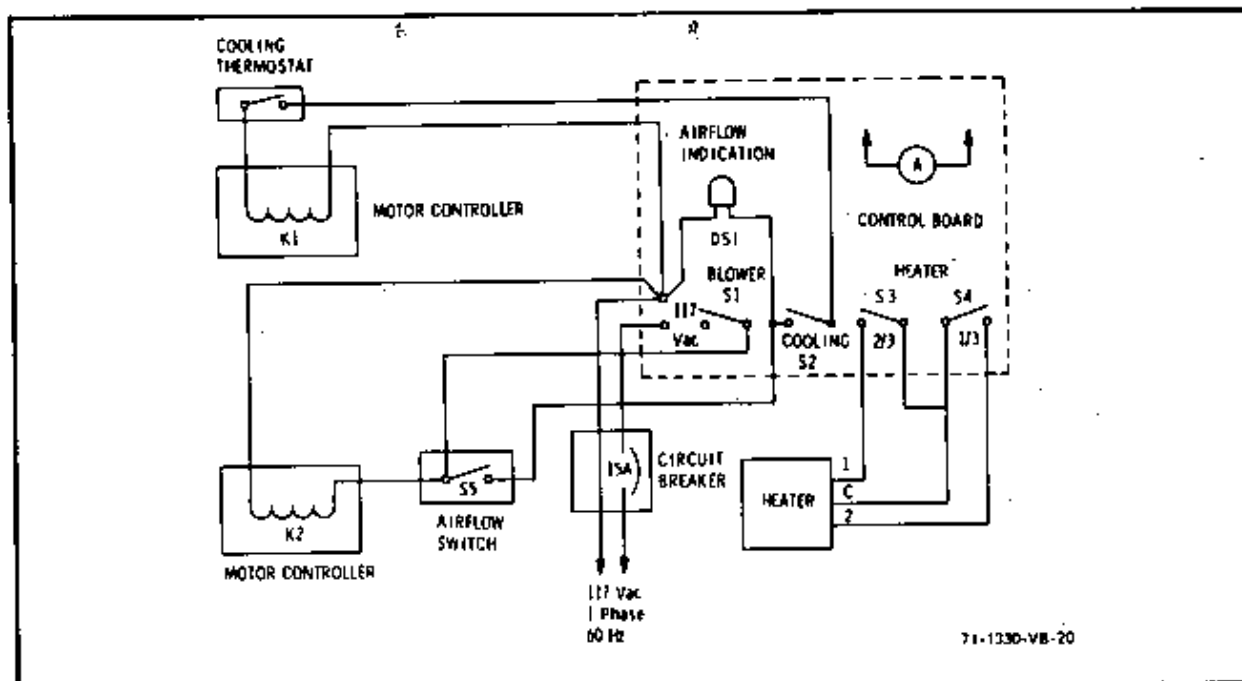 COOLING
THERMOSTAT
AIRFLOW
INDICATION
A
MOTOR CONTROLLER
K1
DS1
CONTROL BOARD
BLOWER
S1
HEATER
117
Vac
COOLING
S2
S3
2/3
S4
1/3
K2
MOTOR CONTROLLER
S5
AIRFLOW
SWITCH
15A
CIRCUIT
BREAKER
HEATER
1
C
2
117 Vac
1 Phase
60 Hz
71-1330-VB-20